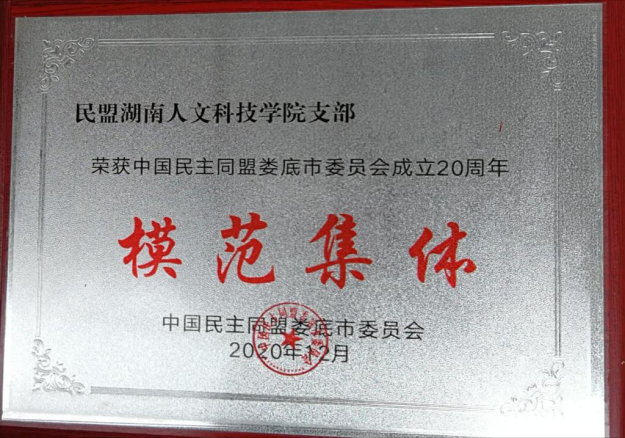 民盟湖南人文科技学院支部
荣获中国民主同盟娄底市委员会成立20周年
模范集体
中国民主同盟娄底市委员会
2020年12月